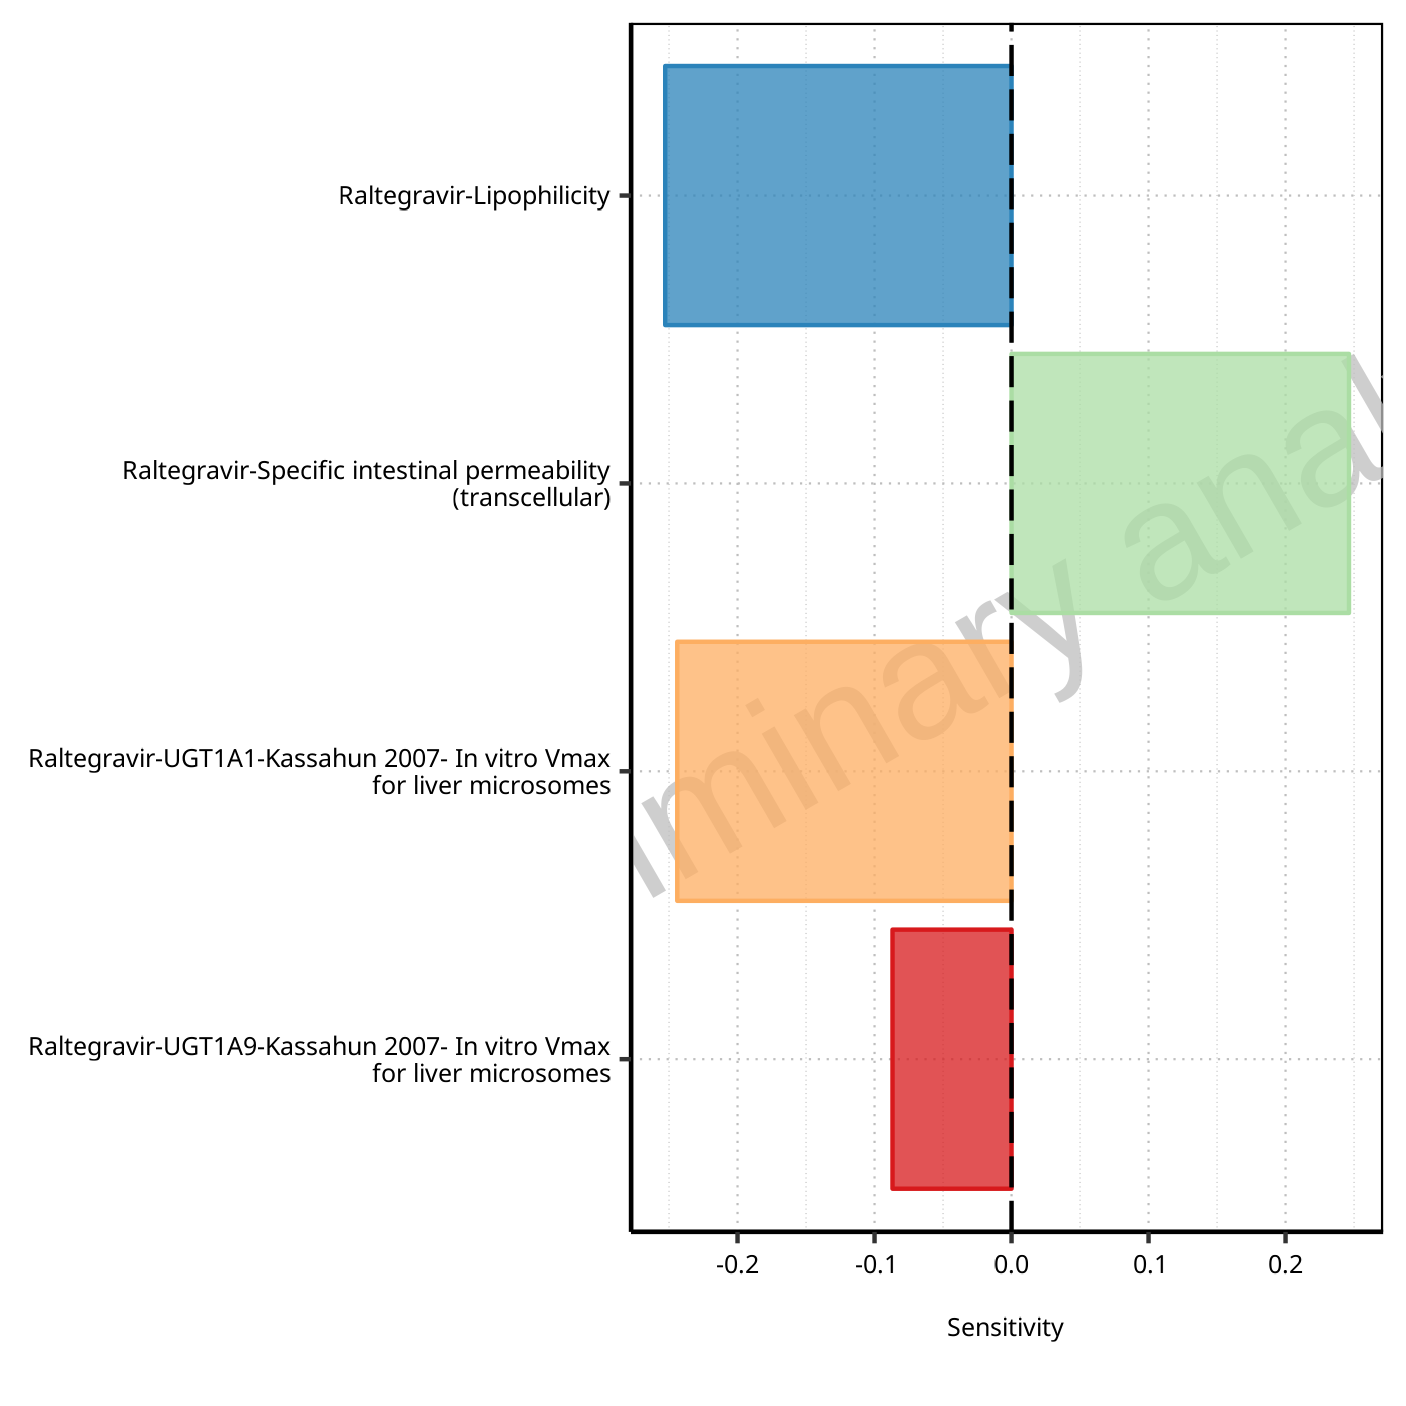 Raltegravir-Lipophilicity
Raltegravir-Specific intestinal permeability
(transcellular)
Raltegravir-UGT1A1-Kassahun 2007- In vitro Vmax
for liver microsomes
Raltegravir-UGT1A9-Kassahun 2007- In vitro Vmax
for liver microsomes
minary ana
-0.2 -0.1 0.0 0.1 0.2
Sensitivity